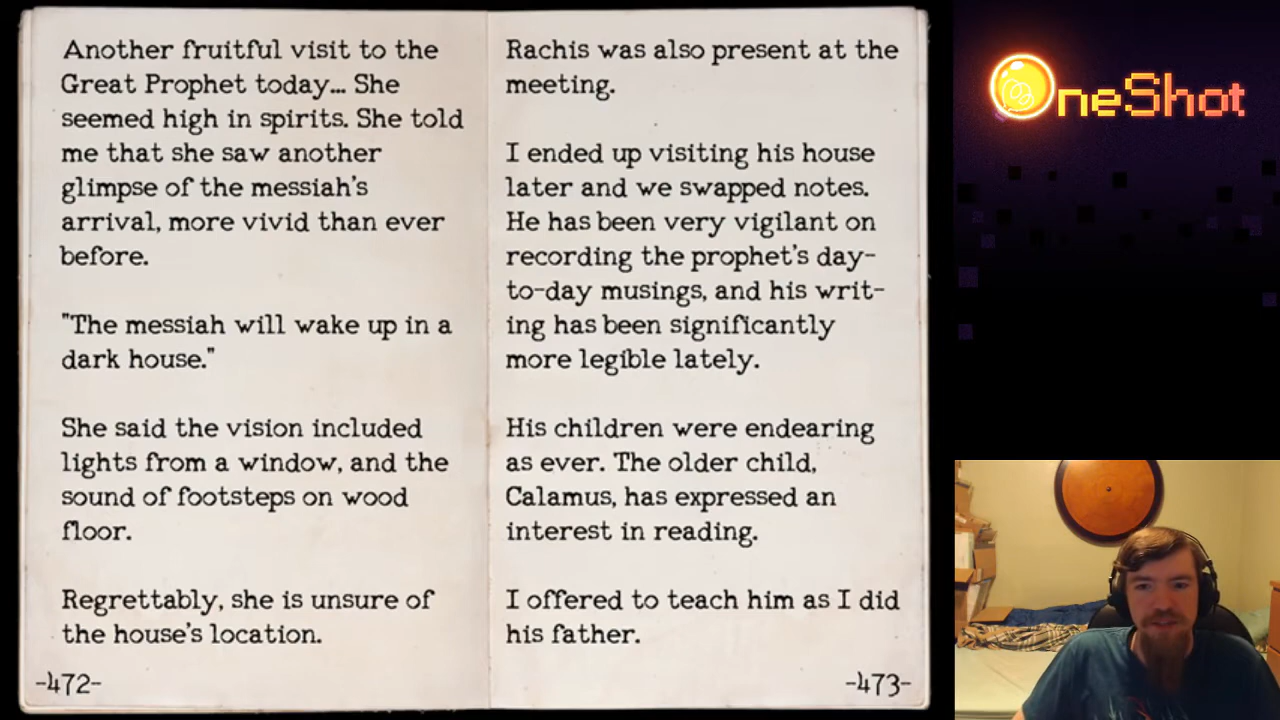 Another fruitful visit to the
Great Prophet today... She
seemed high in spirits. She told
me that she saw another
glimpse of the messiah's
arrival, more vivid than ever
before.
"The messiah will wake up in a
dark house."
She said the vision included
lights from a window, and the
sound of footsteps on wood
floor.
Regrettably, she is unsure of
the house's location.
-472-
Rachis was also present at the
meeting.
I ended up visiting his house
later and we swapped notes.
He has been very vigilant on
recording the prophet's day-
to-day musings, and his writ-
ing has been significantly
more legible lately.
His children were endearing
as ever. The older child,
Calamus, has expressed an
interest in reading.
I offered to teach him as I did
his father.
-473-
OneShot